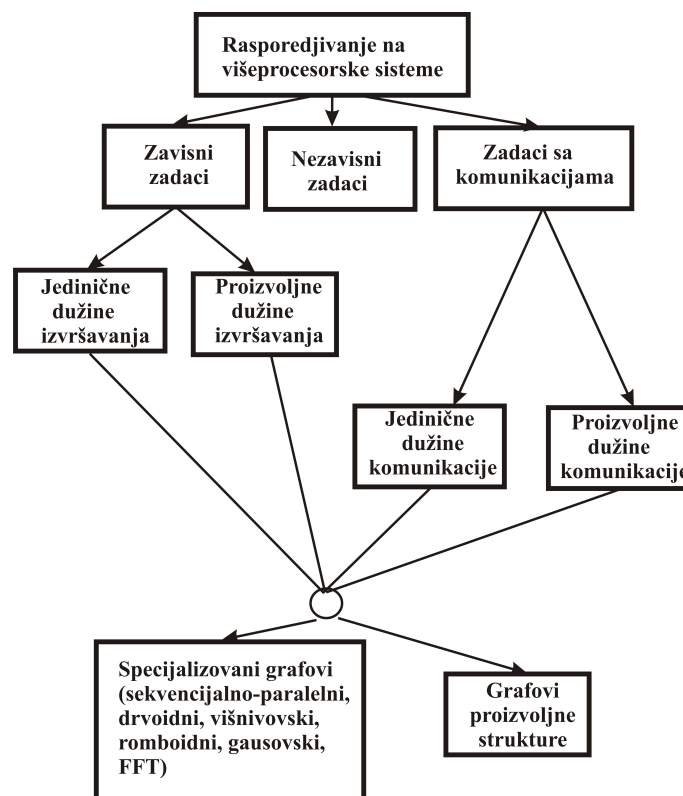 Rasporedjivanje na
višeprocesorske sisteme
Zavisni
zadaci
Nezavisni
zadaci
Zadaci sa
komunikacijama
Jedinične
dužine
izvršavanja
Proizvoljne
dužine
izvršavanja
Jedinične
dužine
komunikacije
Proizvoljne
dužine
komunikacije
Specijalizovani grafovi
(sekvencijalno-paralelni,
drvoidni, višnivovski,
romboidni, gausovski,
FFT)
Grafovi
proizvoljne
strukture